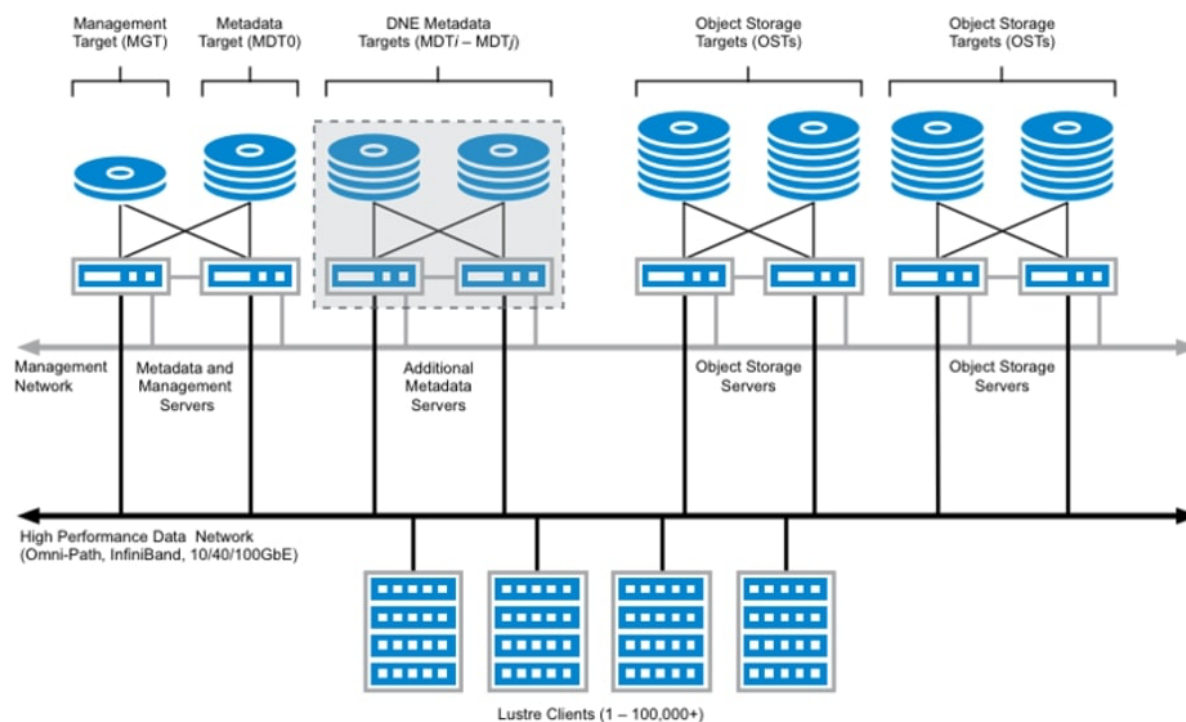 Management
Target (MGT)
Metadata
Target (MDT0)
DNE Metadata
Targets (MDTi – MDTj)
Object Storage
Targets (OSTs)
Object Storage
Targets (OSTs)
Management
Network
Metadata and
Management
Servers
Additional
Metadata
Servers
Object Storage
Servers
Object Storage
Servers
High Performance Data Network
(Omni-Path, InfiniBand, 10/40/100GbE)
Lustre Clients (1 – 100,000+)